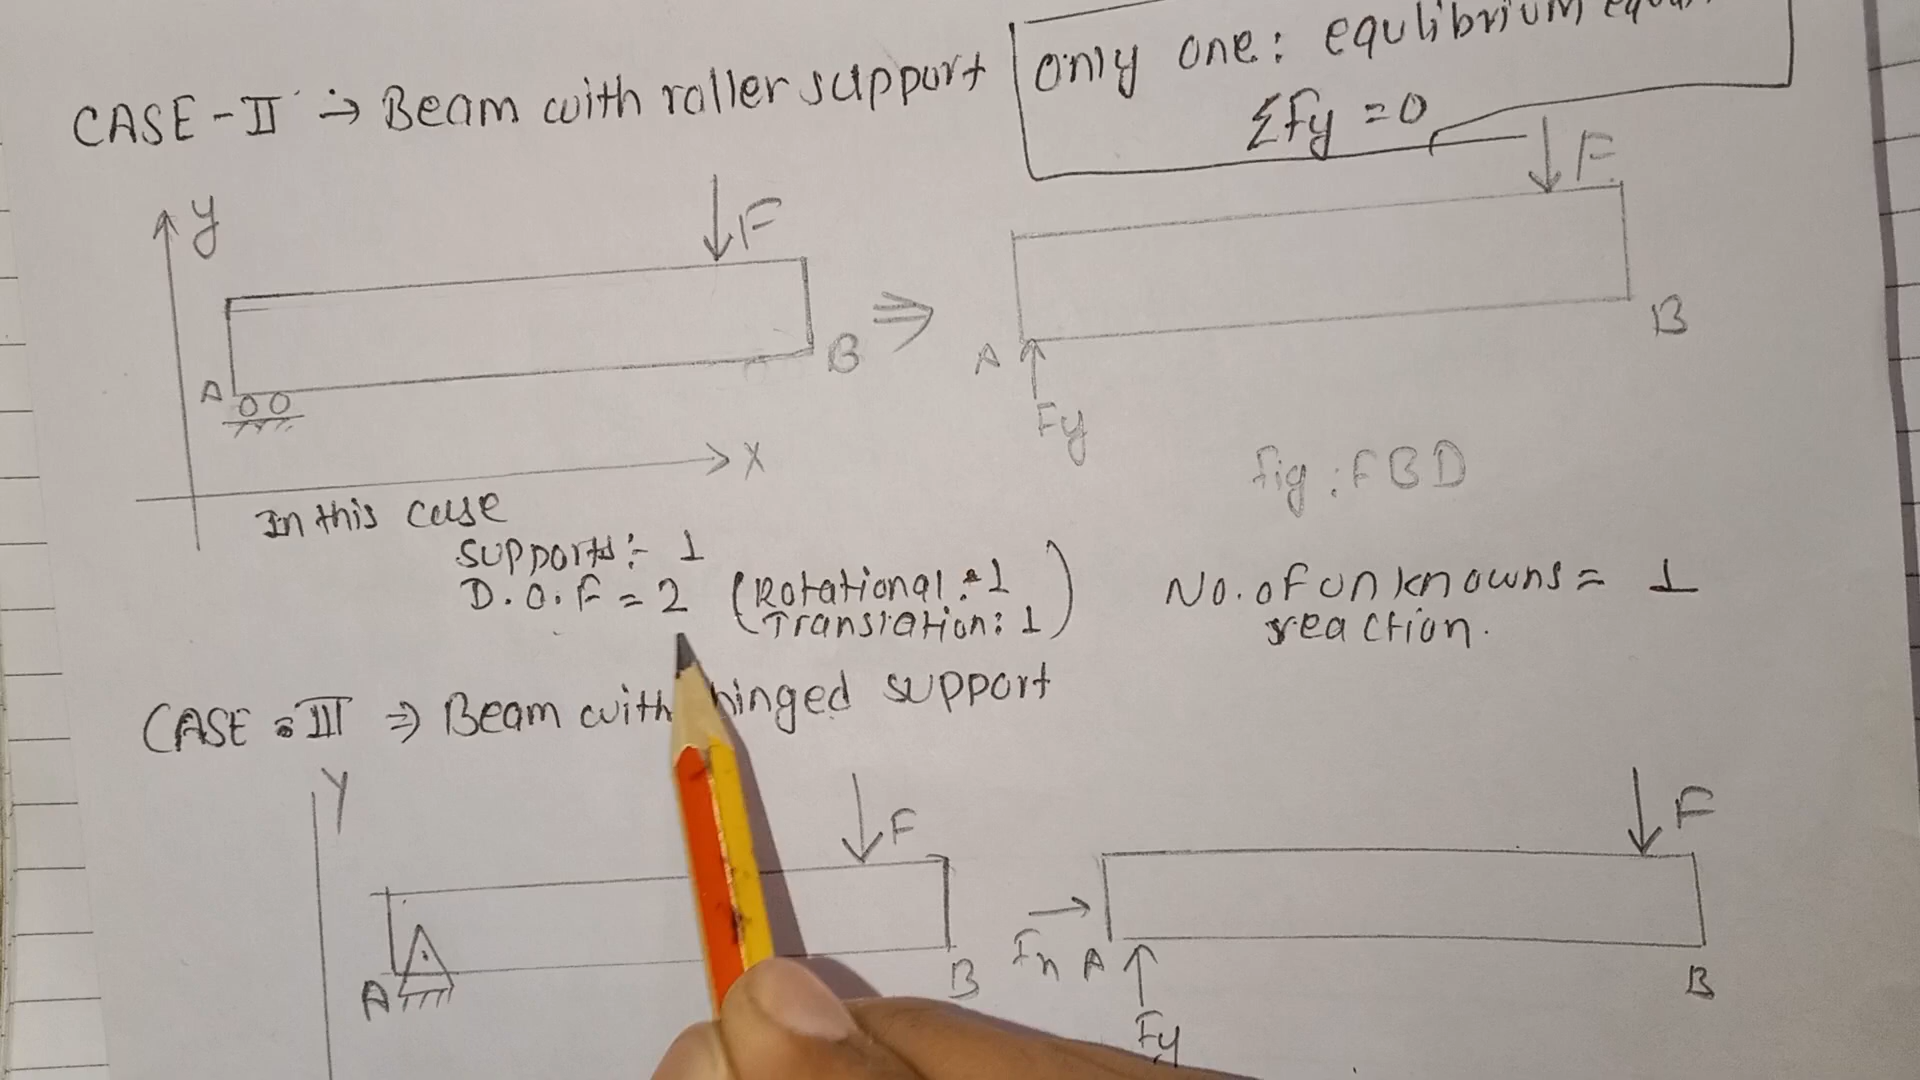 CASE-II ⇒ Beam with roller support
only one: equlibrium
ΣFy = 0
y
F
A
B
X
⇒
F
A
B
Fy
fig: FBD
In this case
supports:- 1
D.O.F = 2 (Rotational: 1
Translation: 1)
No. of unknowns = 1
reaction.
CASE: III ⇒ Beam with hinged support
Y
F
A
B
F
Fx
A
B
Fy